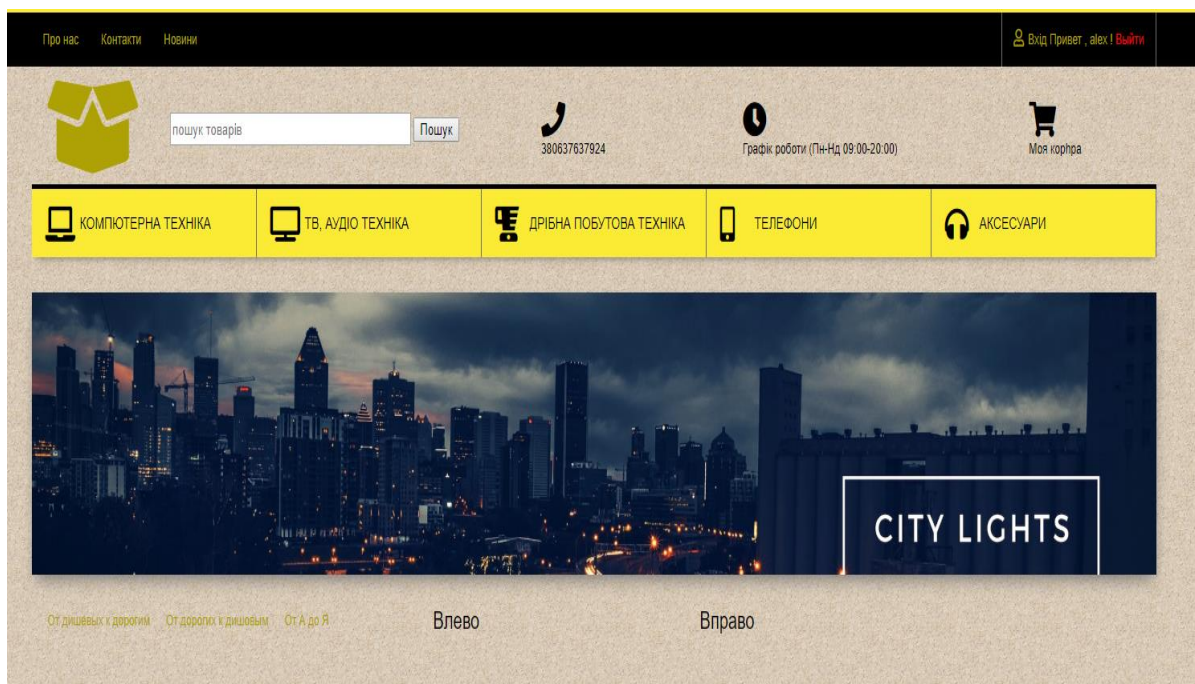 Про нас Контакти Новини Вхід Привет , alex ! Выйти
пошук товарів Пошук
380637637924 Графік роботи (Пн-Нд 09:00-20:00) Моя корhра
КОМПЮТЕРНА ТЕХНІКА ТВ, АУДІО ТЕХНІКА ДРІБНА ПОБУТОВА ТЕХНІКА ТЕЛЕФОНИ АКСЕСУАРИ
CITY LIGHTS
От дишевых к дорогим От дорогих к дишовым От А до Я Влево Вправо